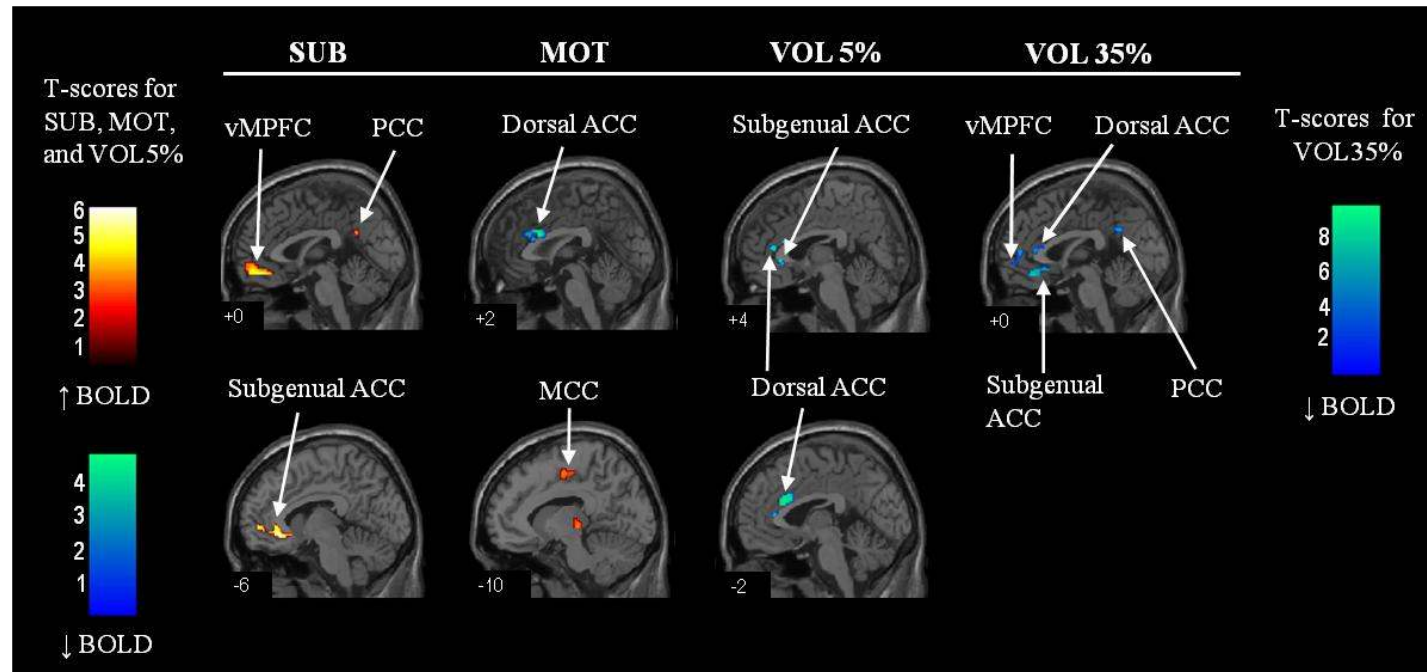 SUB MOT VOL 5% VOL 35%
T-scores for
SUB, MOT,
and VOL5%
6
5
4
3
2
1
↑ BOLD
4
3
2
1
↓ BOLD
vMPFC PCC
+0
Subgenual ACC
-6
Dorsal ACC
+2
MCC
-10
Subgenual ACC
+4
Dorsal ACC
-2
vMPFC Dorsal ACC
+0
Subgenual
ACC
PCC
T-scores for
VOL35%
8
6
4
2
↓ BOLD